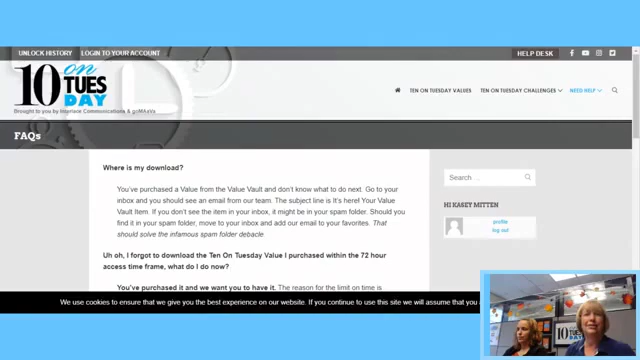 UNLOCK HISTORY LOGIN TO YOUR ACCOUNT HELP DESK
10 on TUES DAY
Brought to you by Interlane Communications & goMAsVa
TEN ON TUESDAY VALUES TEN ON TUESDAY CHALLENGES NEED HELP
FAQs
Where is my download?
You've purchased a Value from the Value Vault and don't know what to do next. Go to your
inbox and you should see an email from our team. The subject line is It's here! Your Value
Vault Item. If you don't see the item in your inbox, it might be in your spam folder. Should you
find it in your spam folder, move to your inbox and add our email to your favorites. That
should solve the infamous spam folder debacle
Uh oh, I forgot to download the Ten On Tuesday Value I purchased within the 72 hour
access time frame, what do I do now?
You've purchased it and we want you to have it. The reason for the limit on time is
Search ...
HI KASEY MITTEN
profile
log out
We use cookies to ensure that we give you the best experience on our website. If you continue to use this site we will assume that you a
10 on TUES DAY